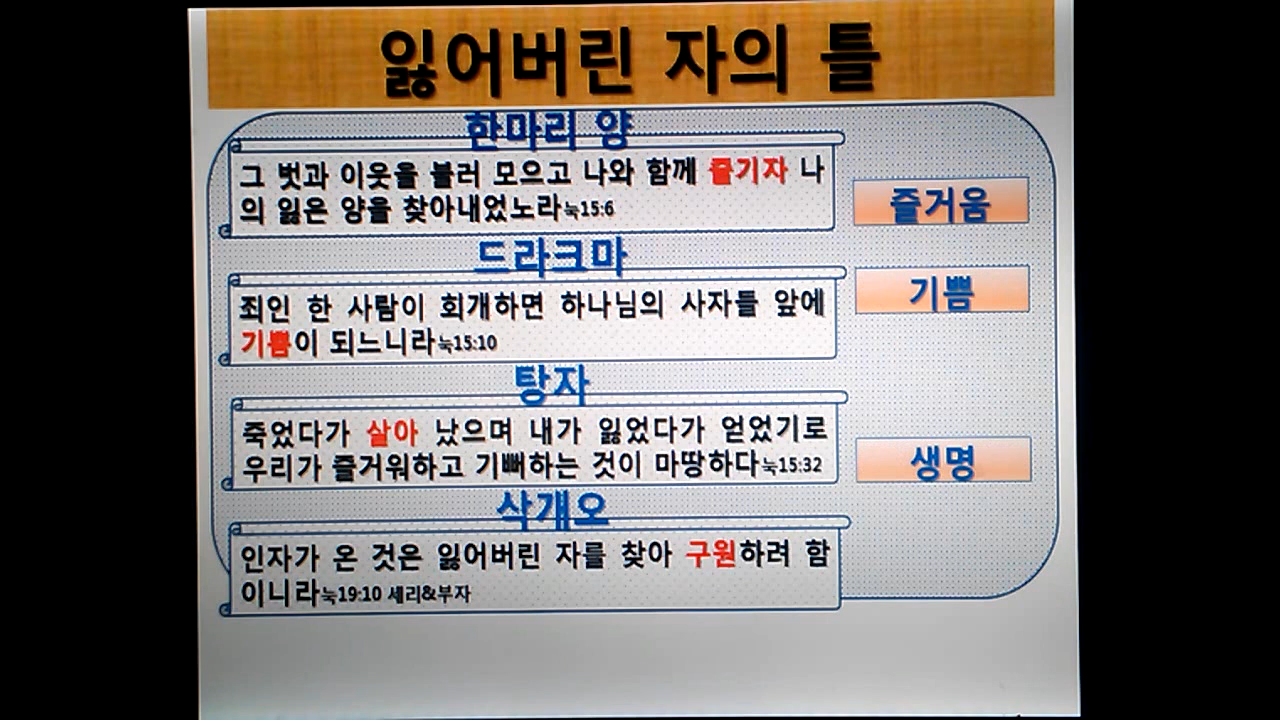 잃어버린 자의 틀
한마리 양
그 벗과 이웃을 불러 모으고 나와 함께 즐기자 나
의 잃은 양을 찾아내었노라눅15:6
즐거움
드라크마
죄인 한 사람이 회개하면 하나님의 사자들 앞에
기쁨이 되느니라눅15:10
기쁨
탕자
죽었다가 살아 났으며 내가 잃었다가 얻었기로
우리가 즐거워하고 기뻐하는 것이 마땅하다눅15:32
생명
삭개오
인자가 온 것은 잃어버린 자를 찾아 구원하려 함
이니라눅19:10 세리&부자